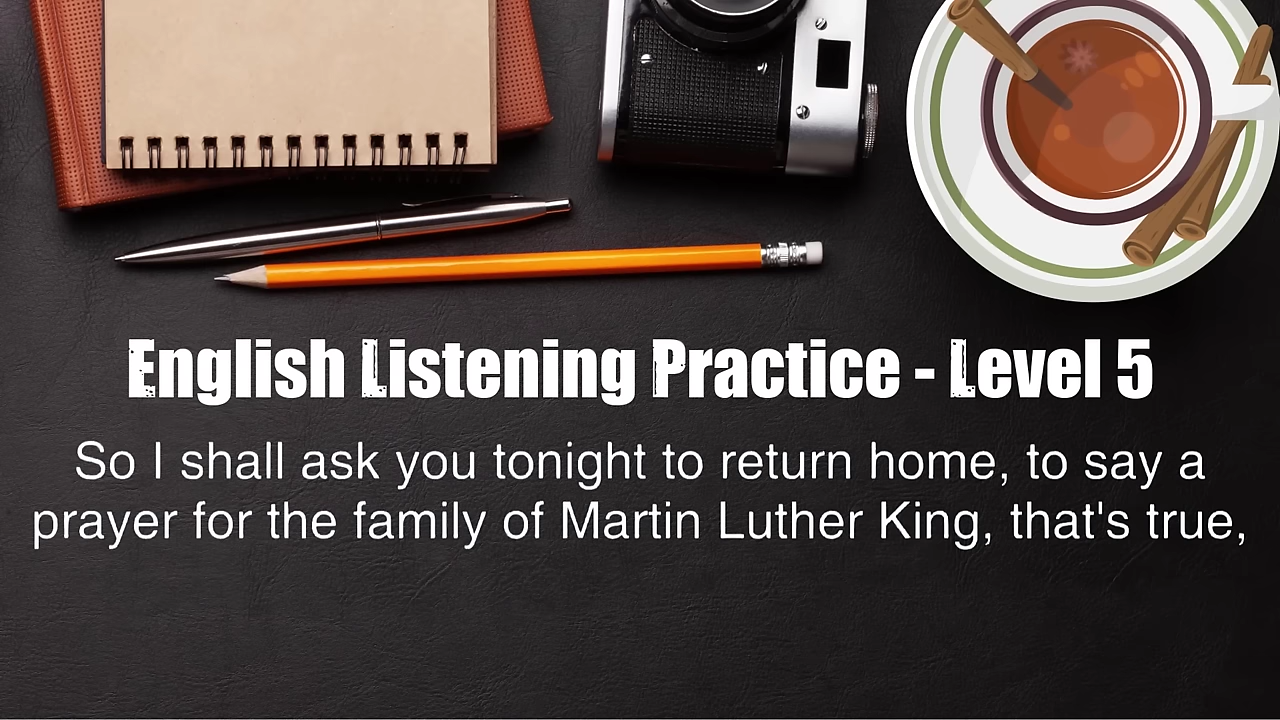 English Listening Practice - Level 5
So I shall ask you tonight to return home, to say a
prayer for the family of Martin Luther King, that's true,